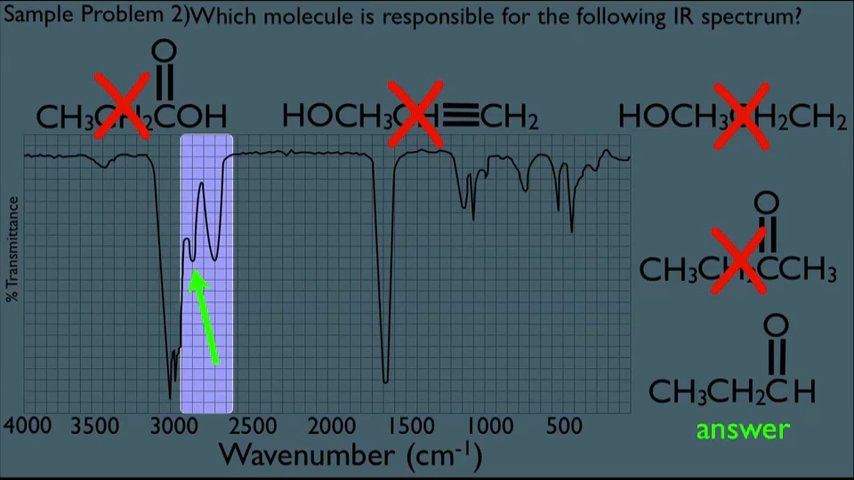 Sample Problem 2)Which molecule is responsible for the following IR spectrum?
O
CH3CH2COH
HOCH3CH≡CH2
HOCH3CH2CH2
O
CH3CH2CCH3
O
CH3CH2CH
answer
% Transmittance
4000 3500 3000 2500 2000 1500 1000 500
Wavenumber (cm-1)